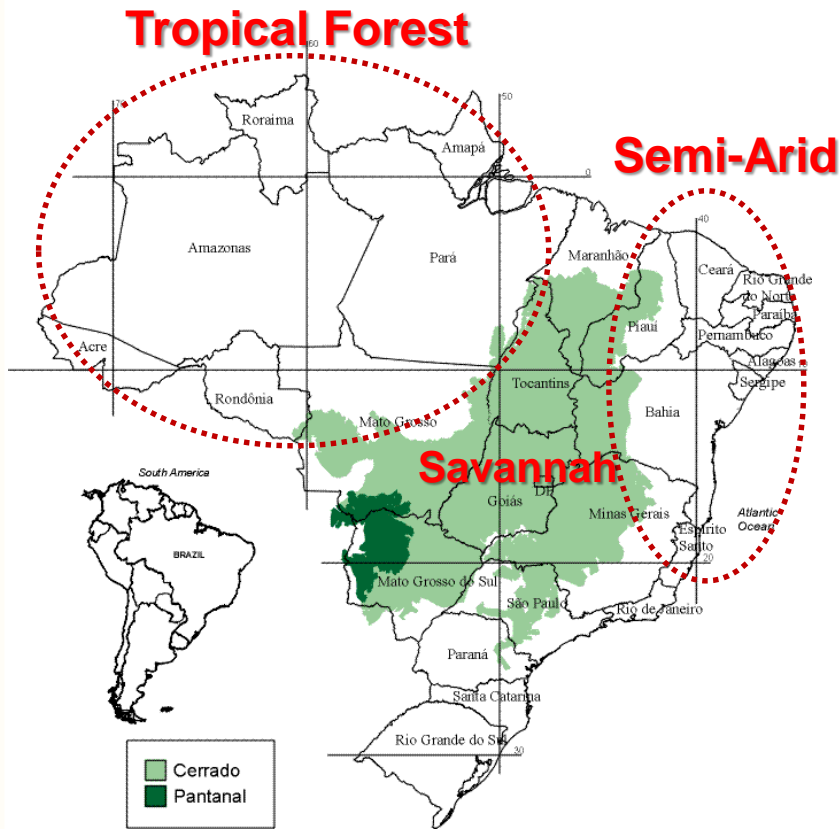 Tropical Forest
60
70
50
Roraima
Amapá
Semi-Arid
0
40
Amazonas
Pará
Maranhão
Ceará
Rio Grande
do Norte
Paraíba
Piaui
Pernambuco
Acre
Alagoas
10
Tocantins
Sergipe
Rondônia
Bahia
Mato Grosso
Savannah
South America
Goiás
DF
Minas Gerais
Atlantic
Ocean
Espirito
Santo
BRAZIL
20
Mato Grosso do Sul
São Paulo
Rio de Janeiro
Paraná
Santa Catarina
Rio Grande do Sul
30
Cerrado
Pantanal